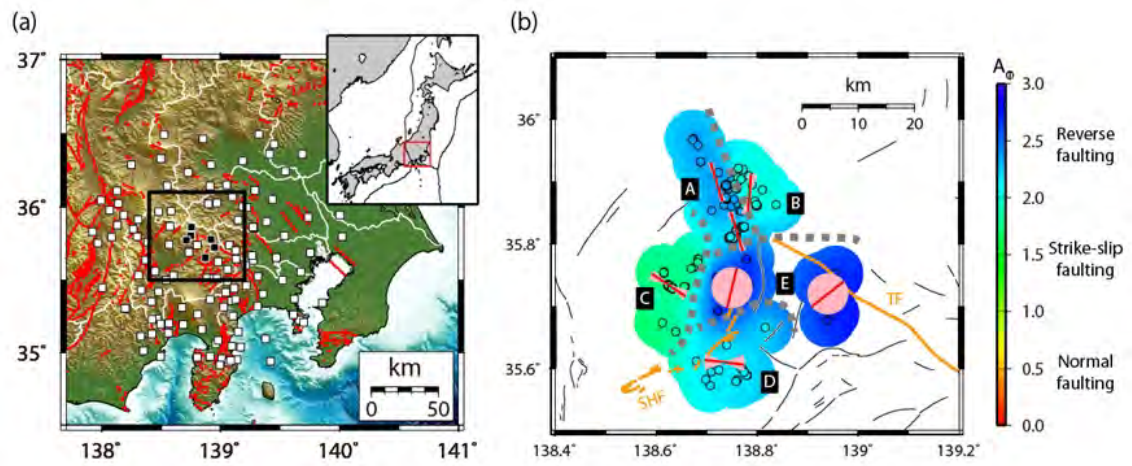 (a)
37°
36°
35°
138°
139°
140°
141°
km
0 50
(b)
km
0 10 20
36°
35.8°
35.6°
138.4°
138.6°
138.8°
139°
139.2°
A
B
C
D
E
TF
SHF
AΦ
3.0
2.5
2.0
1.5
1.0
0.5
0.0
Reverse
faulting
Strike-slip
faulting
Normal
faulting